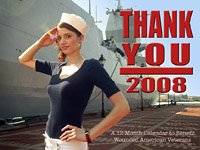 THANK
YOU
2008
A 12-Month Calendar to Benefit
Wounded American Veterans